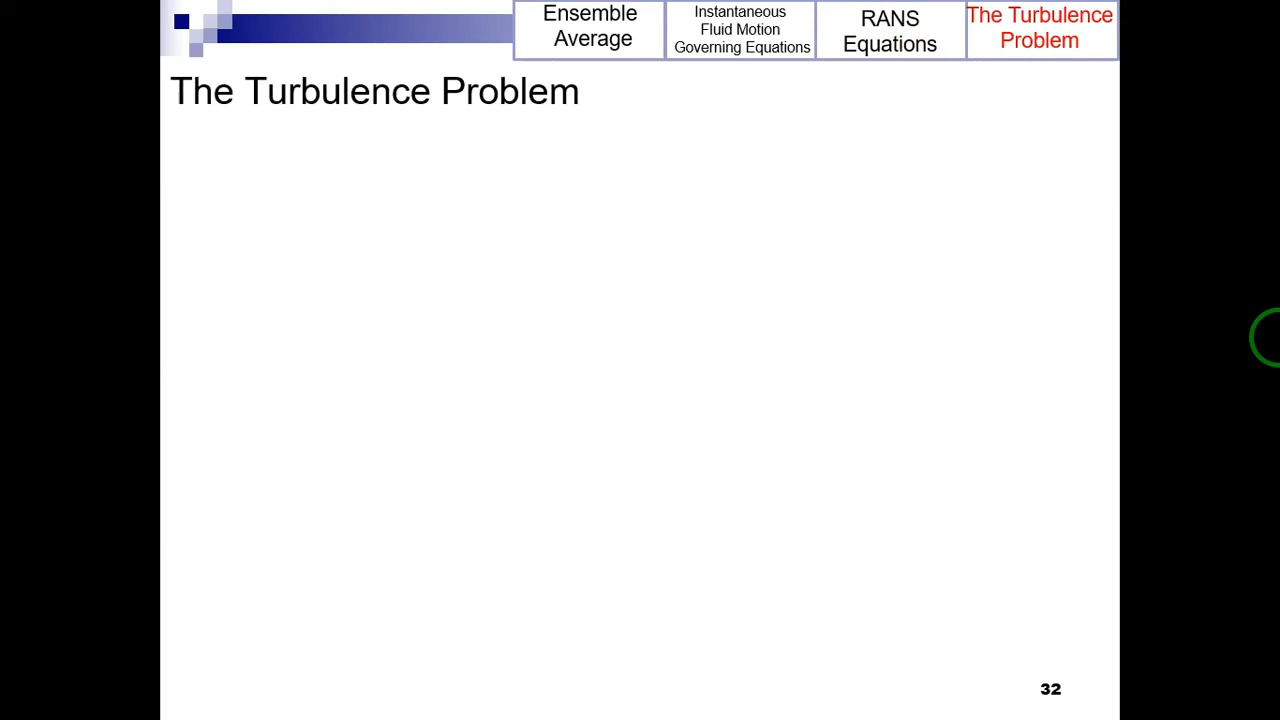 Ensemble
Average
Instantaneous
Fluid Motion
Governing Equations
RANS
Equations
The Turbulence
Problem
The Turbulence Problem
32